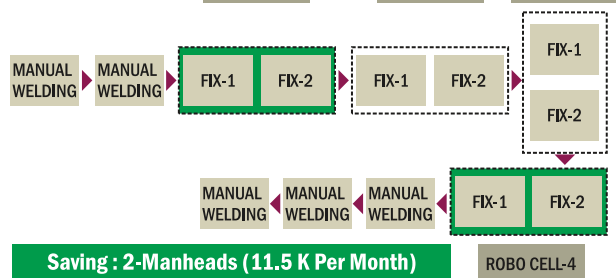 FIX-1
MANUAL WELDING
MANUAL WELDING
FIX-1
FIX-2
FIX-1
FIX-2
FIX-2
MANUAL WELDING
MANUAL WELDING
MANUAL WELDING
FIX-1
FIX-2
Saving : 2-Manheads (11.5 K Per Month)
ROBO CELL-4